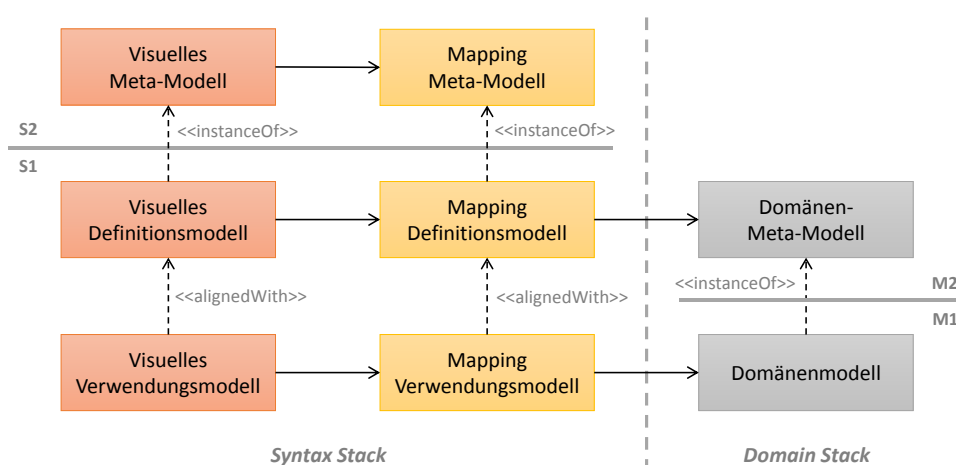 Visuelles
Meta-Modell
Mapping
Meta-Modell
S2
<<instanceOf>>
<<instanceOf>>
S1
Visuelles
Definitionsmodell
Mapping
Definitionsmodell
Domänen-
Meta-Modell
<<alignedWith>>
<<alignedWith>>
<<instanceOf>>
M2
M1
Visuelles
Verwendungsmodell
Mapping
Verwendungsmodell
Domänenmodell
Syntax Stack
Domain Stack